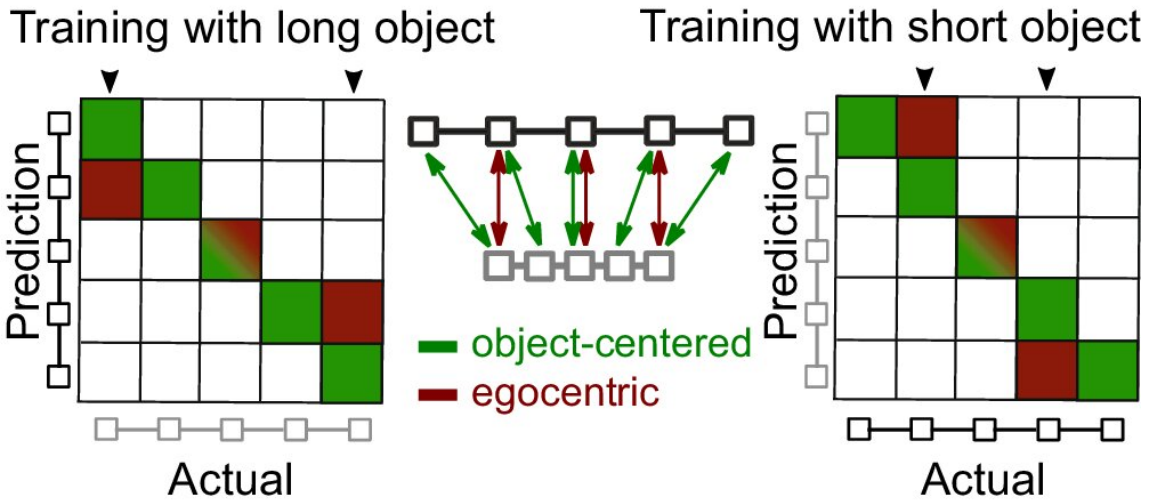 Training with long object
Training with short object
Prediction
Actual
object-centered
egocentric
Prediction
Actual